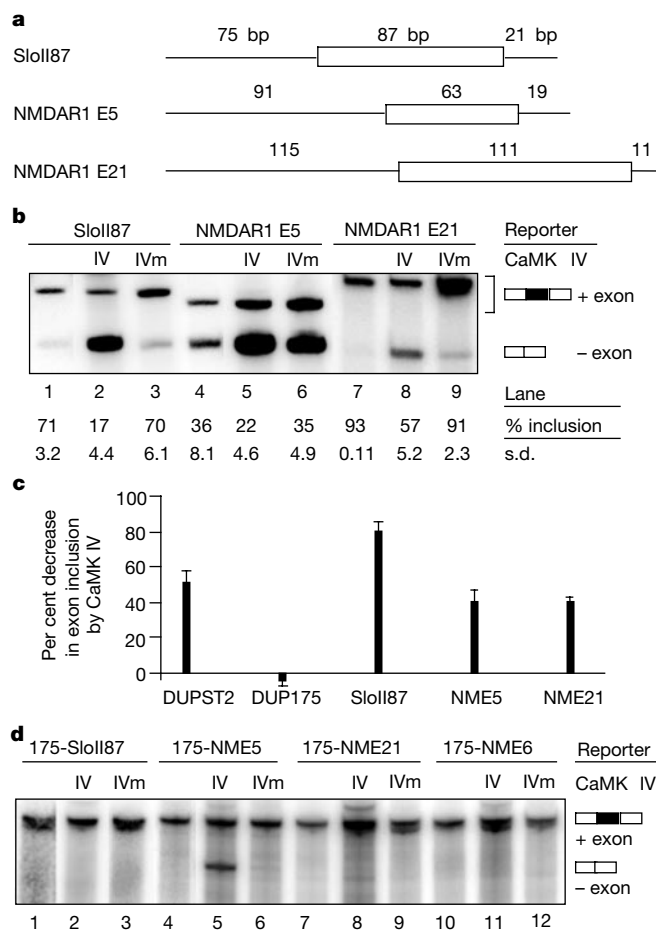 a
75 bp 87 bp 21 bp
SloII87
91 63 19
NMDAR1 E5
115 111 11
NMDAR1 E21
b
SloII87 NMDAR1 E5 NMDAR1 E21 Reporter
IV IVm IV IVm IV IVm CaMK IV
+ exon
– exon
1 2 3 4 5 6 7 8 9 Lane
71 17 70 36 22 35 93 57 91 % inclusion
3.2 4.4 6.1 8.1 4.6 4.9 0.11 5.2 2.3 s.d.
c
Per cent decrease
in exon inclusion
by CaMK IV
100
80
60
40
20
0
DUPST2 DUP175 SloII87 NME5 NME21
d
175-SloII87 175-NME5 175-NME21 175-NME6 Reporter
IV IVm IV IVm IV IVm IV IVm CaMK IV
+ exon
– exon
1 2 3 4 5 6 7 8 9 10 11 12